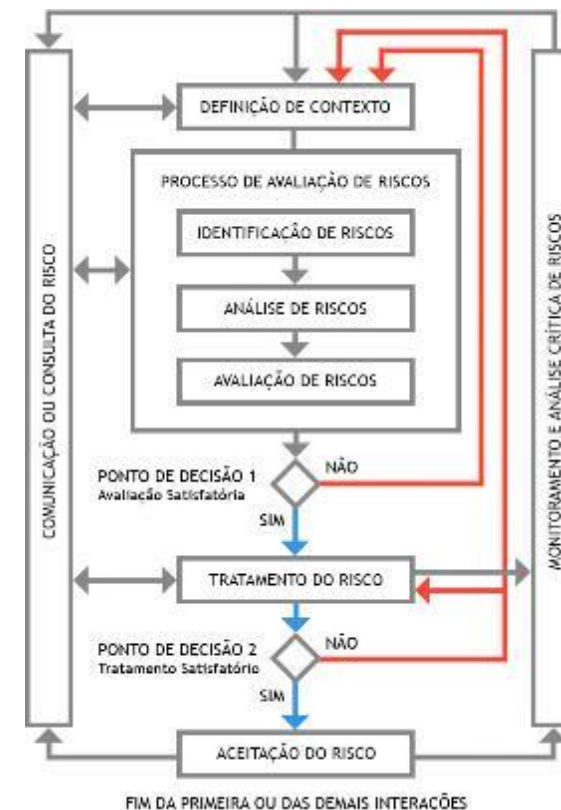 DEFINIÇÃO DE CONTEXTO
PROCESSO DE AVALIAÇÃO DE RISCOS
IDENTIFICAÇÃO DE RISCOS
ANÁLISE DE RISCOS
AVALIAÇÃO DE RISCOS
COMUNICAÇÃO OU CONSULTA DO RISCO
MONITORAMENTO E ANÁLISE CRÍTICA DE RISCOS
PONTO DE DECISÃO 1
Avaliação Satisfatória
NÃO
SIM
TRATAMENTO DO RISCO
PONTO DE DECISÃO 2
Tratamento Satisfatório
NÃO
SIM
ACEITAÇÃO DO RISCO
FIM DA PRIMEIRA OU DAS DEMAIS INTERAÇÕES